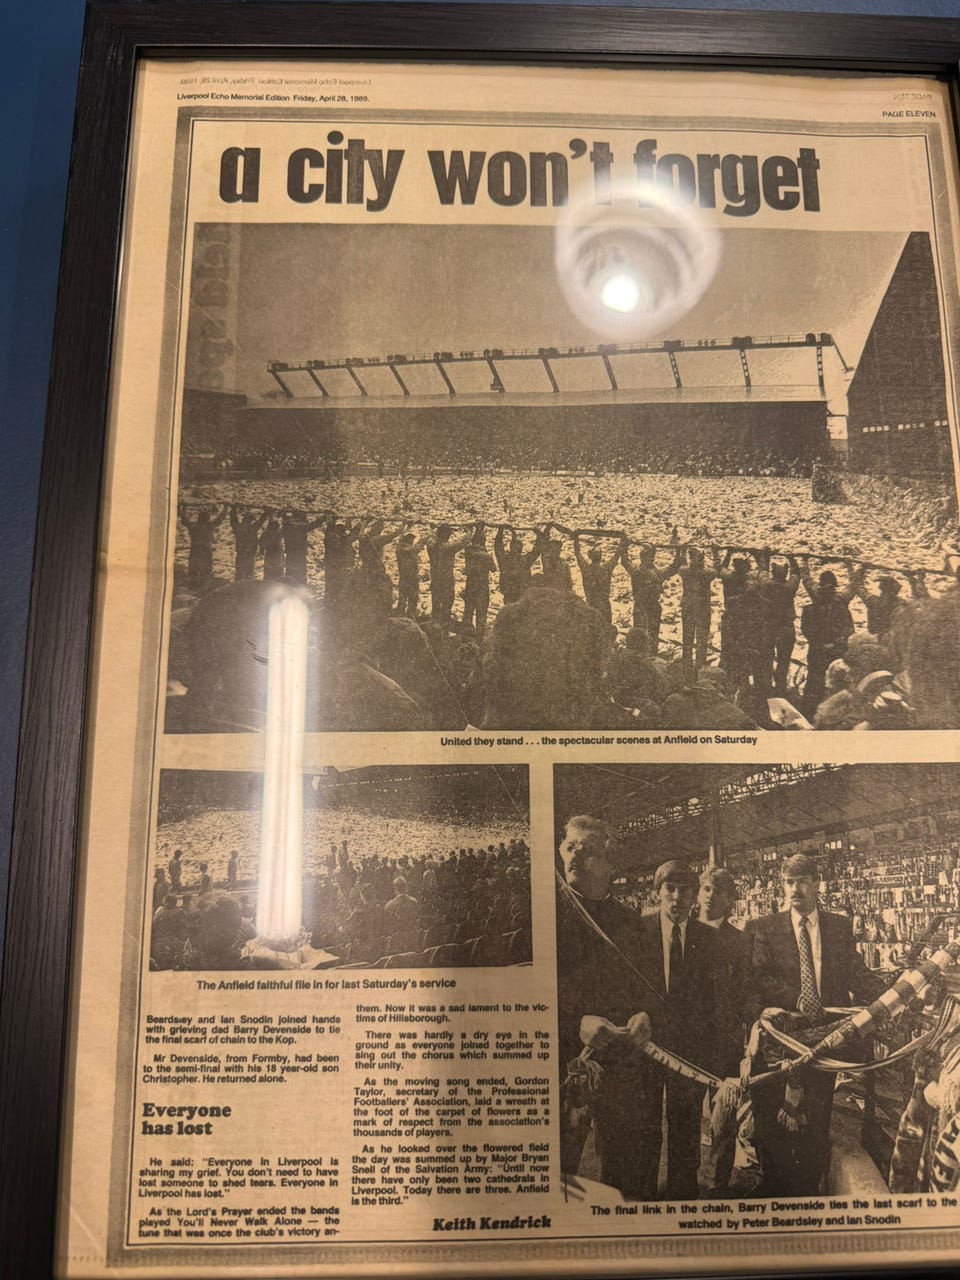 Liverpool Echo Memorial Edition Friday, April 28, 1989.
PAGE ELEVEN
a city won't forget
United they stand . . . the spectacular scenes at Anfield on Saturday
The Anfield faithful file in for last Saturday's service
Beardsley and Ian Snodin joined hands
with grieving dad Barry Devenside to tie
the final scarf of chain to the Kop.
Mr Devenside, from Formby, had been
to the semi-final with his 18 year-old son
Christopher. He returned alone.
Everyone
has lost
He said: "Everyone in Liverpool is
sharing my grief. You don't need to have
lost someone to shed tears. Everyone in
Liverpool has lost."
As the Lord's Prayer ended the bands
played You'll Never Walk Alone — the
tune that was once the club's victory an-
them. Now it was a sad lament to the vic-
tims of Hillsborough.
There was hardly a dry eye in the
ground as everyone joined together to
sing out the chorus which summed up
their unity.
As the moving song ended, Gordon
Taylor, secretary of the Professional
Footballers' Association, laid a wreath at
the foot of the carpet of flowers as a
mark of respect from the association's
thousands of players.
As he looked over the flowered field
the day was summed up by Major Bryan
Snell of the Salvation Army: "Until now
there have only been two cathedrals in
Liverpool. Today there are three. Anfield
is the third."
Keith Kendrick
The final link in the chain, Barry Devenside ties the last scarf to the
watched by Peter Beardsley and Ian Snodin